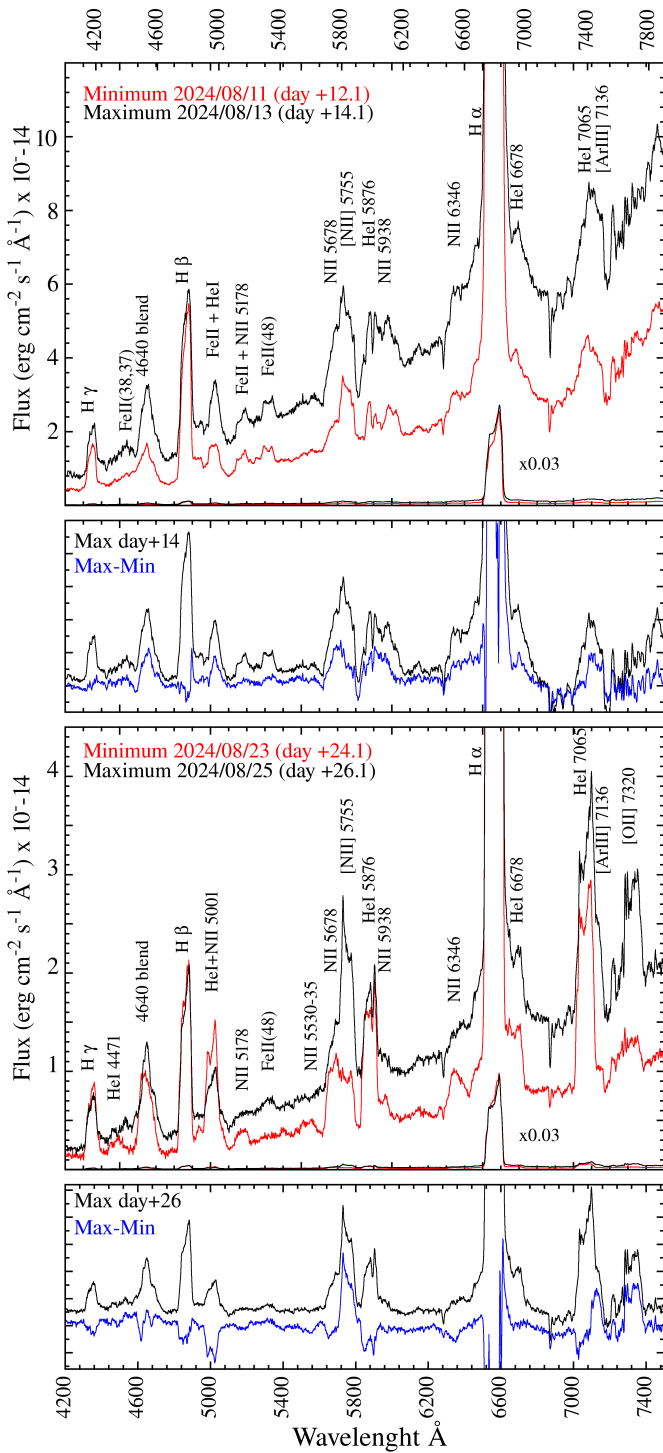 4200 4600 5000 5400 5800 6200 6600 7000 7400 7800
Minimum 2024/08/11 (day +12.1)
Maximum 2024/08/13 (day +14.1)
Flux (erg cm-2 s-1 Å-1) x 10-14
10
8
6
4
2
H γ
FeII(38,37)
4640 blend
H β
FeII + HeI
FeII + NII 5178
FeII(48)
NII 5678
[NII] 5755
HeI 5876
NII 5938
NII 6346
H α
HeI 6678
HeI 7065
[ArIII] 7136
x0.03
Max day+14
Max-Min
Minimum 2024/08/23 (day +24.1)
Maximum 2024/08/25 (day +26.1)
Flux (erg cm-2 s-1 Å-1) x 10-14
4
3
2
1
H γ
HeI 4471
4640 blend
H β
HeI+NII 5001
NII 5178
FeII(48)
NII 5530-35
NII 5678
[NII] 5755
HeI 5876
NII 5938
NII 6346
H α
HeI 6678
HeI 7065
[ArIII] 7136
[OII] 7320
x0.03
Max day+26
Max-Min
4200 4600 5000 5400 5800 6200 6600 7000 7400
Wavelenght Å